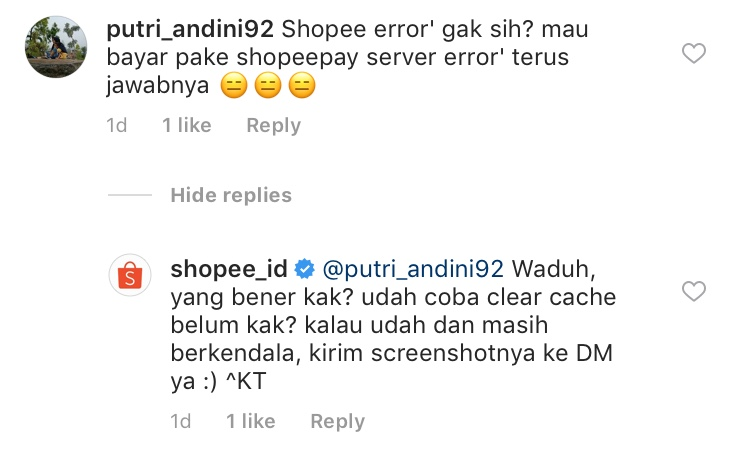 putri_andini92 Shopee error' gak sih? mau
bayar pake shopeepay server error' terus
jawabnya 😑😑😑
1d 1 like Reply
Hide replies
shopee_id @putri_andini92 Waduh,
yang bener kak? udah coba clear cache
belum kak? kalau udah dan masih
berkendala, kirim screenshotnya ke DM
ya :) ^KT
1d 1 like Reply